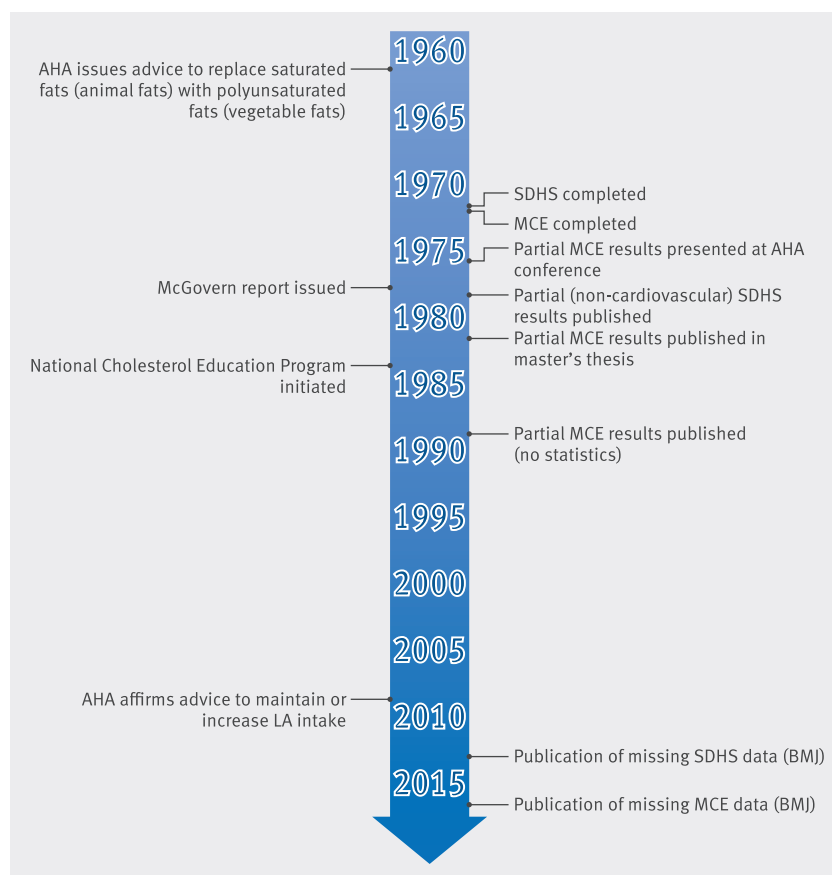 1960
AHA issues advice to replace saturated
fats (animal fats) with polyunsaturated
fats (vegetable fats)
1965
1970
SDHS completed
MCE completed
1975
Partial MCE results presented at AHA
conference
McGovern report issued
Partial (non-cardiovascular) SDHS
results published
1980
Partial MCE results published in
master’s thesis
National Cholesterol Education Program
initiated
1985
Partial MCE results published
(no statistics)
1990
1995
2000
2005
AHA affirms advice to maintain or
increase LA intake
2010
Publication of missing SDHS data (BMJ)
2015
Publication of missing MCE data (BMJ)